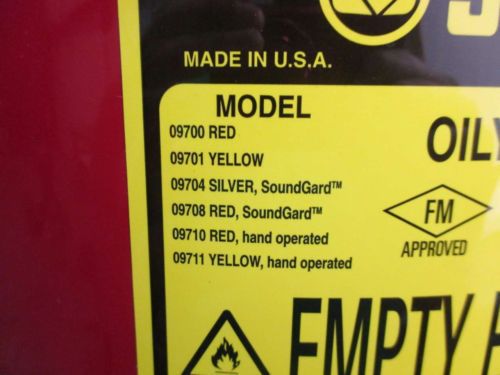 MADE IN U.S.A.
MODEL
09700 RED
09701 YELLOW
09704 SILVER, SoundGard™
09708 RED, SoundGard™
09710 RED, hand operated
09711 YELLOW, hand operated
OILY
FM
APPROVED
EMPTY